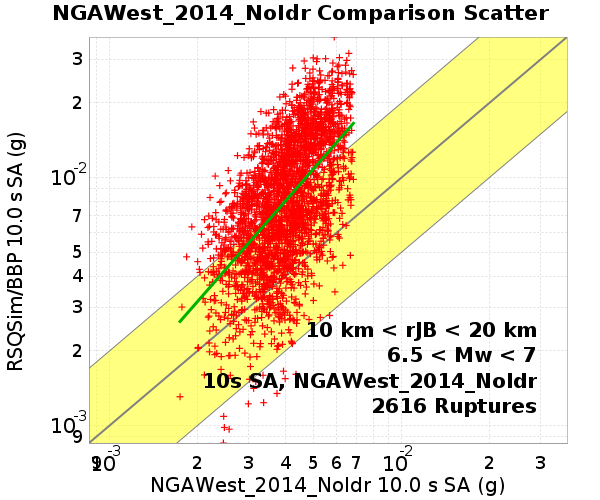 NGAWest_2014_NoIdr Comparison Scatter
RSQSim/BBP 10.0 s SA (g)
3
2
10-2
7
5
4
3
2
10-3
9
10 km < rJB < 20 km
6.5 < Mw < 7
10s SA, NGAWest_2014_NoIdr
2616 Ruptures
9 10-3 2 3 4 5 6 7 10-2 2 3
NGAWest_2014_NoIdr 10.0 s SA (g)